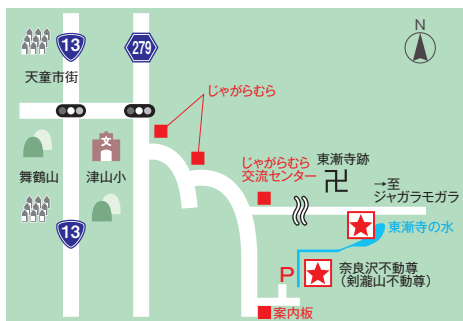 13
279
N
天童市街
じゃがらむら
舞鶴山
津山小
じゃがらむら
交流センター
東漸寺跡
→至
ジャガラモガラ
13
東漸寺の水
P
奈良沢不動尊
(剣瀧山不動尊)
案内板